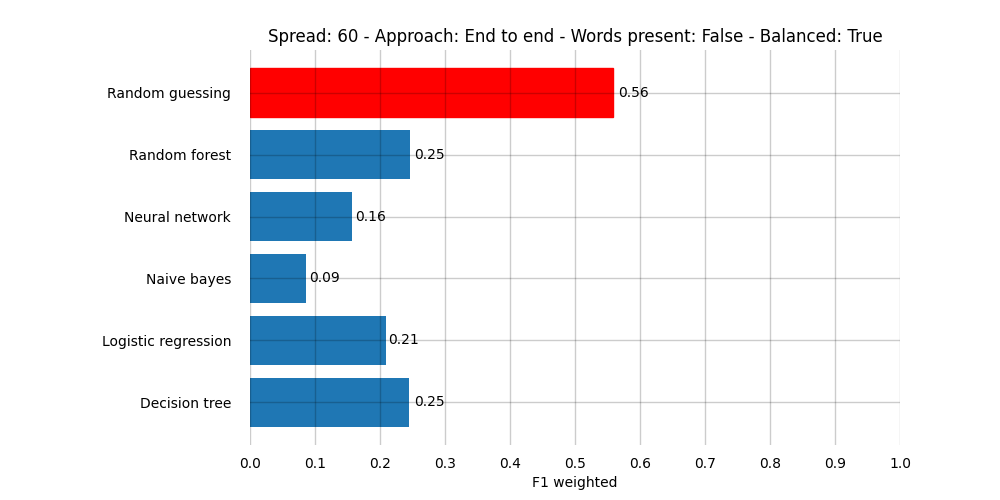 Spread: 60 - Approach: End to end - Words present: False - Balanced: True
Random guessing 0.56
Random forest 0.25
Neural network 0.16
Naive bayes 0.09
Logistic regression 0.21
Decision tree 0.25
0.0 0.1 0.2 0.3 0.4 0.5 0.6 0.7 0.8 0.9 1.0
F1 weighted